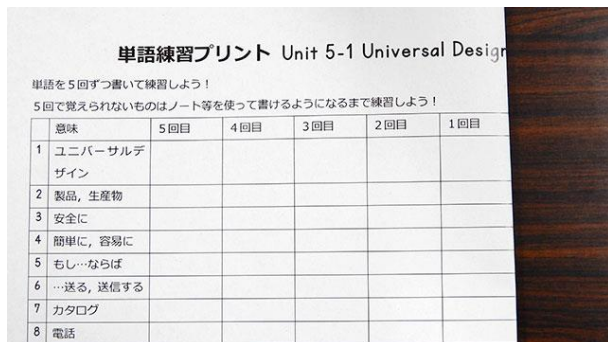 単語練習プリント Unit 5-1 Universal Design
単語を5回ずつ書いて練習しよう！
5回で覚えられないものはノート等を使って書けるようになるまで練習しよう！
意味 5回目 4回目 3回目 2回目 1回目
1 ユニバーサルデ
ザイン
2 製品，生産物
3 安全に
4 簡単に，容易に
5 もし…ならば
6 …送る，送信する
7 カタログ
8 電話